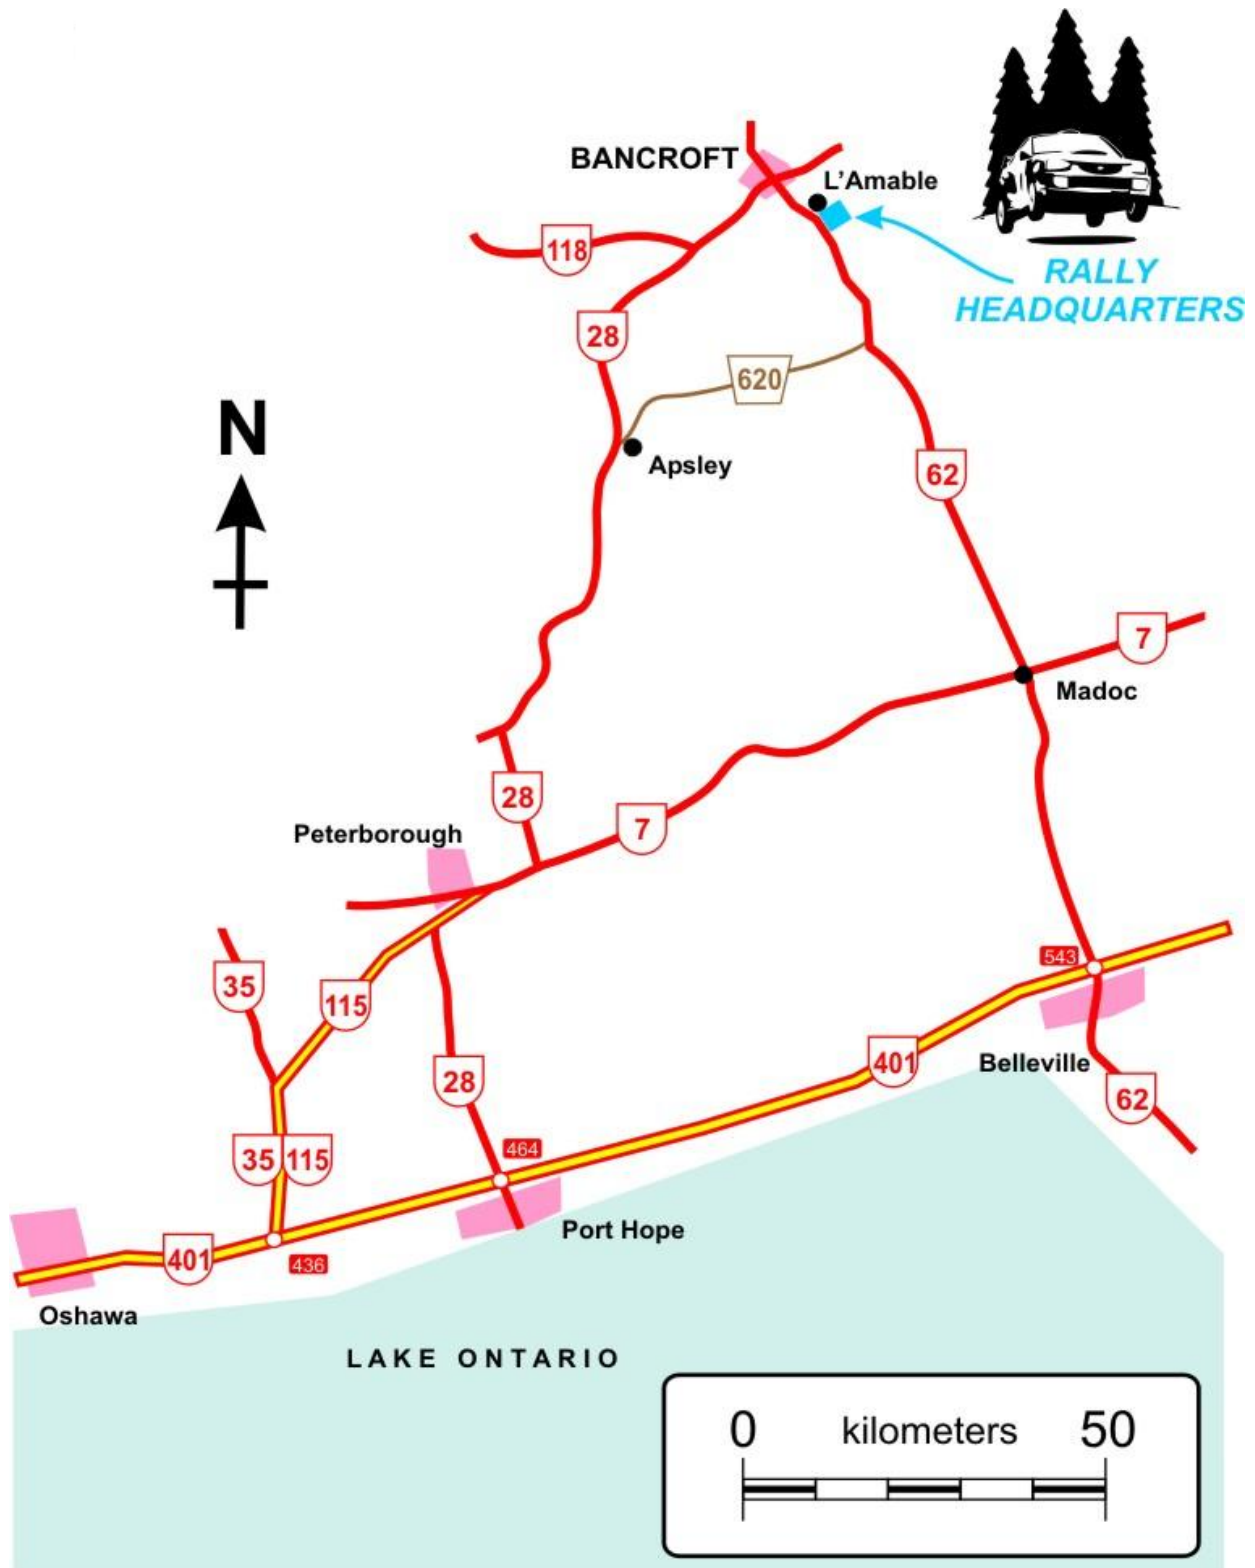 BANCROFT
L'Amable
118
RALLY
HEADQUARTERS
28
620
N
Apsley
62
7
Madoc
28
7
Peterborough
543
35
115
401
28
Belleville
62
464
35 115
Port Hope
401
436
Oshawa
LAKE ONTARIO
0 kilometers 50